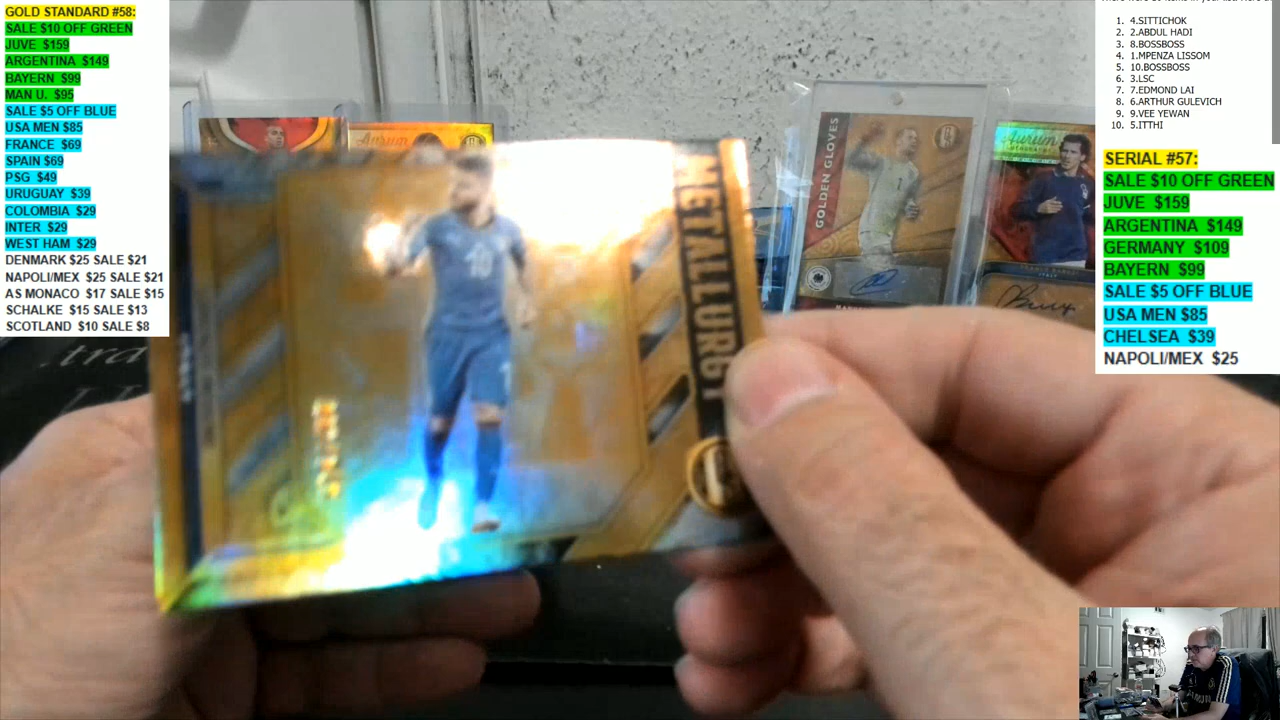 GOLD STANDARD #58:
SALE $10 OFF GREEN
JUVE $159
ARGENTINA $149
BAYERN $99
MAN U. $95
SALE $5 OFF BLUE
USA MEN $85
FRANCE $69
SPAIN $69
PSG $49
URUGUAY $39
COLOMBIA $29
INTER $29
WEST HAM $29
DENMARK $25 SALE $21
NAPOLI/MEX $25 SALE $21
AS MONACO $17 SALE $15
SCHALKE $15 SALE $13
SCOTLAND $10 SALE $8
METALLURGY
10
GOLDEN GLOVES
1
Aurum
1. 4.SITTICHOK
2. 2.ABDUL HADI
3. 8.BOSSBOSS
4. 1.MPENZA LISSOM
5. 10.BOSSBOSS
6. 3.LSC
7. 7.EDMOND LAI
8. 6.ARTHUR GULEVICH
9. 9.VEE YEWAN
10. 5.ITTHI
SERIAL #57:
SALE $10 OFF GREEN
JUVE $159
ARGENTINA $149
GERMANY $109
BAYERN $99
SALE $5 OFF BLUE
USA MEN $85
CHELSEA $39
NAPOLI/MEX $25